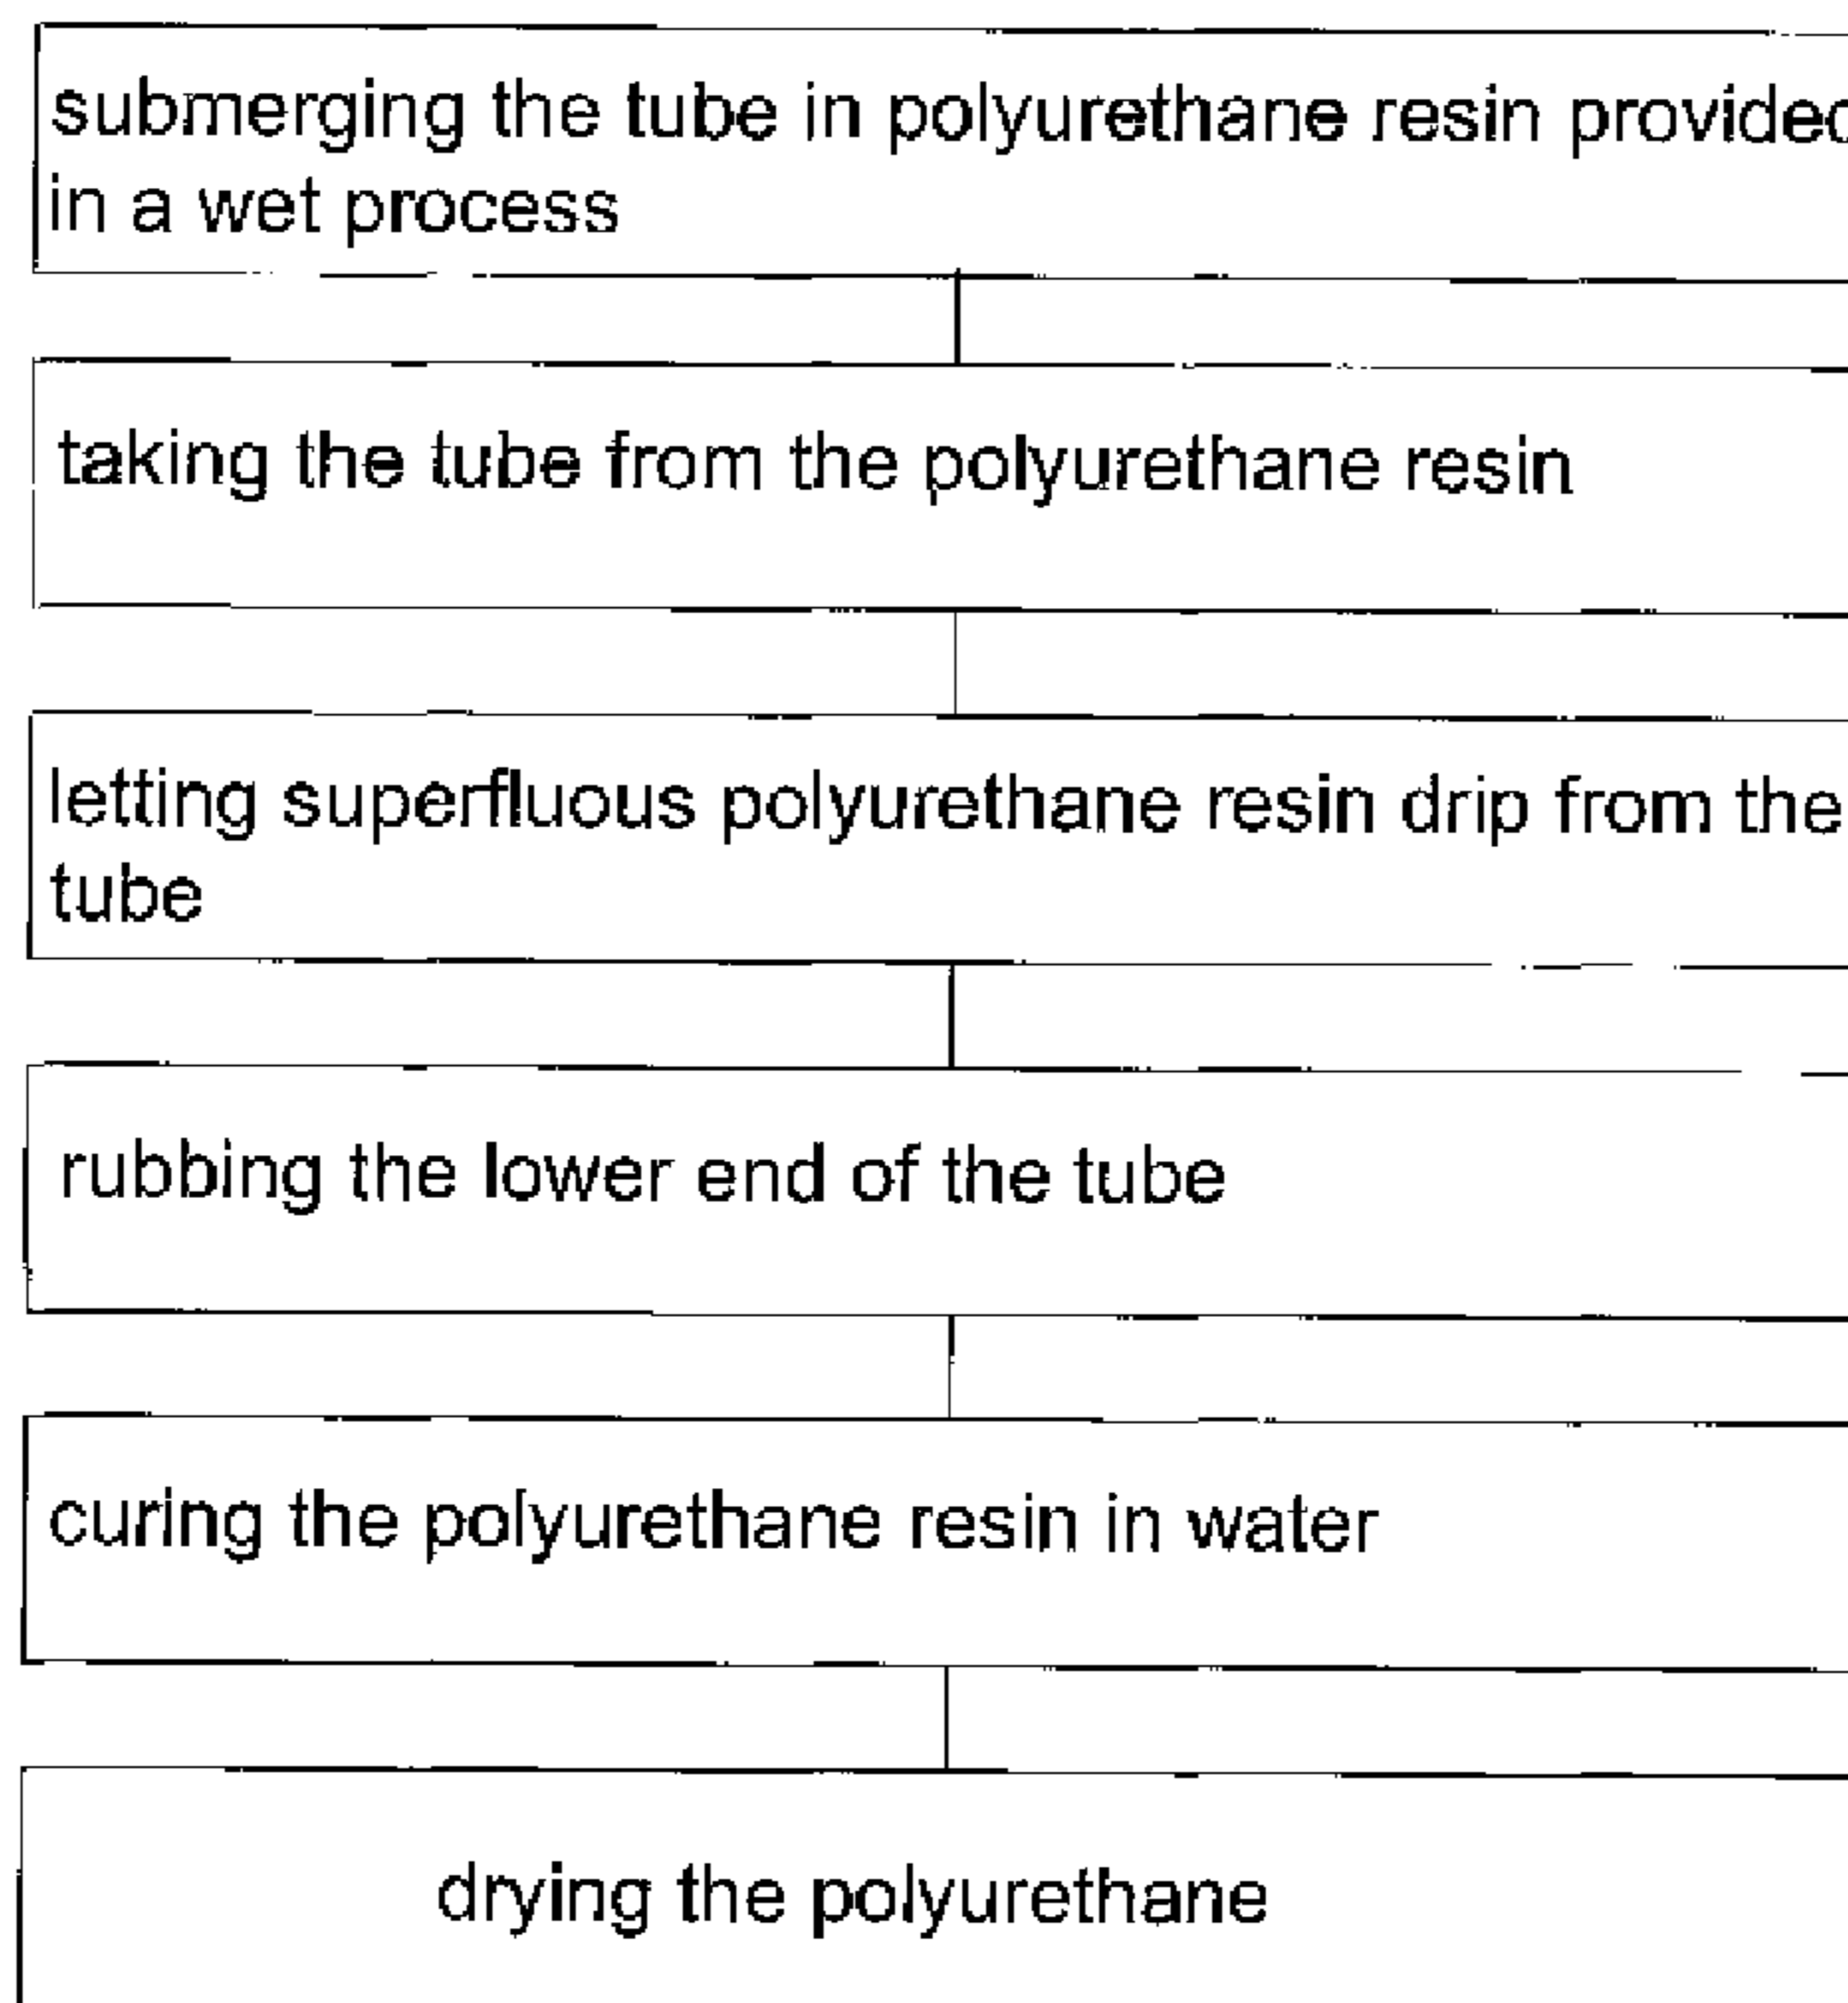 submerging the tube in polyurethane resin provided
in a wet process
taking the tube from the polyurethane resin
letting superfluous polyurethane resin drip from the
tube
rubbing the lower end of the tube
curing the polyurethane resin in water
drying the polyurethane